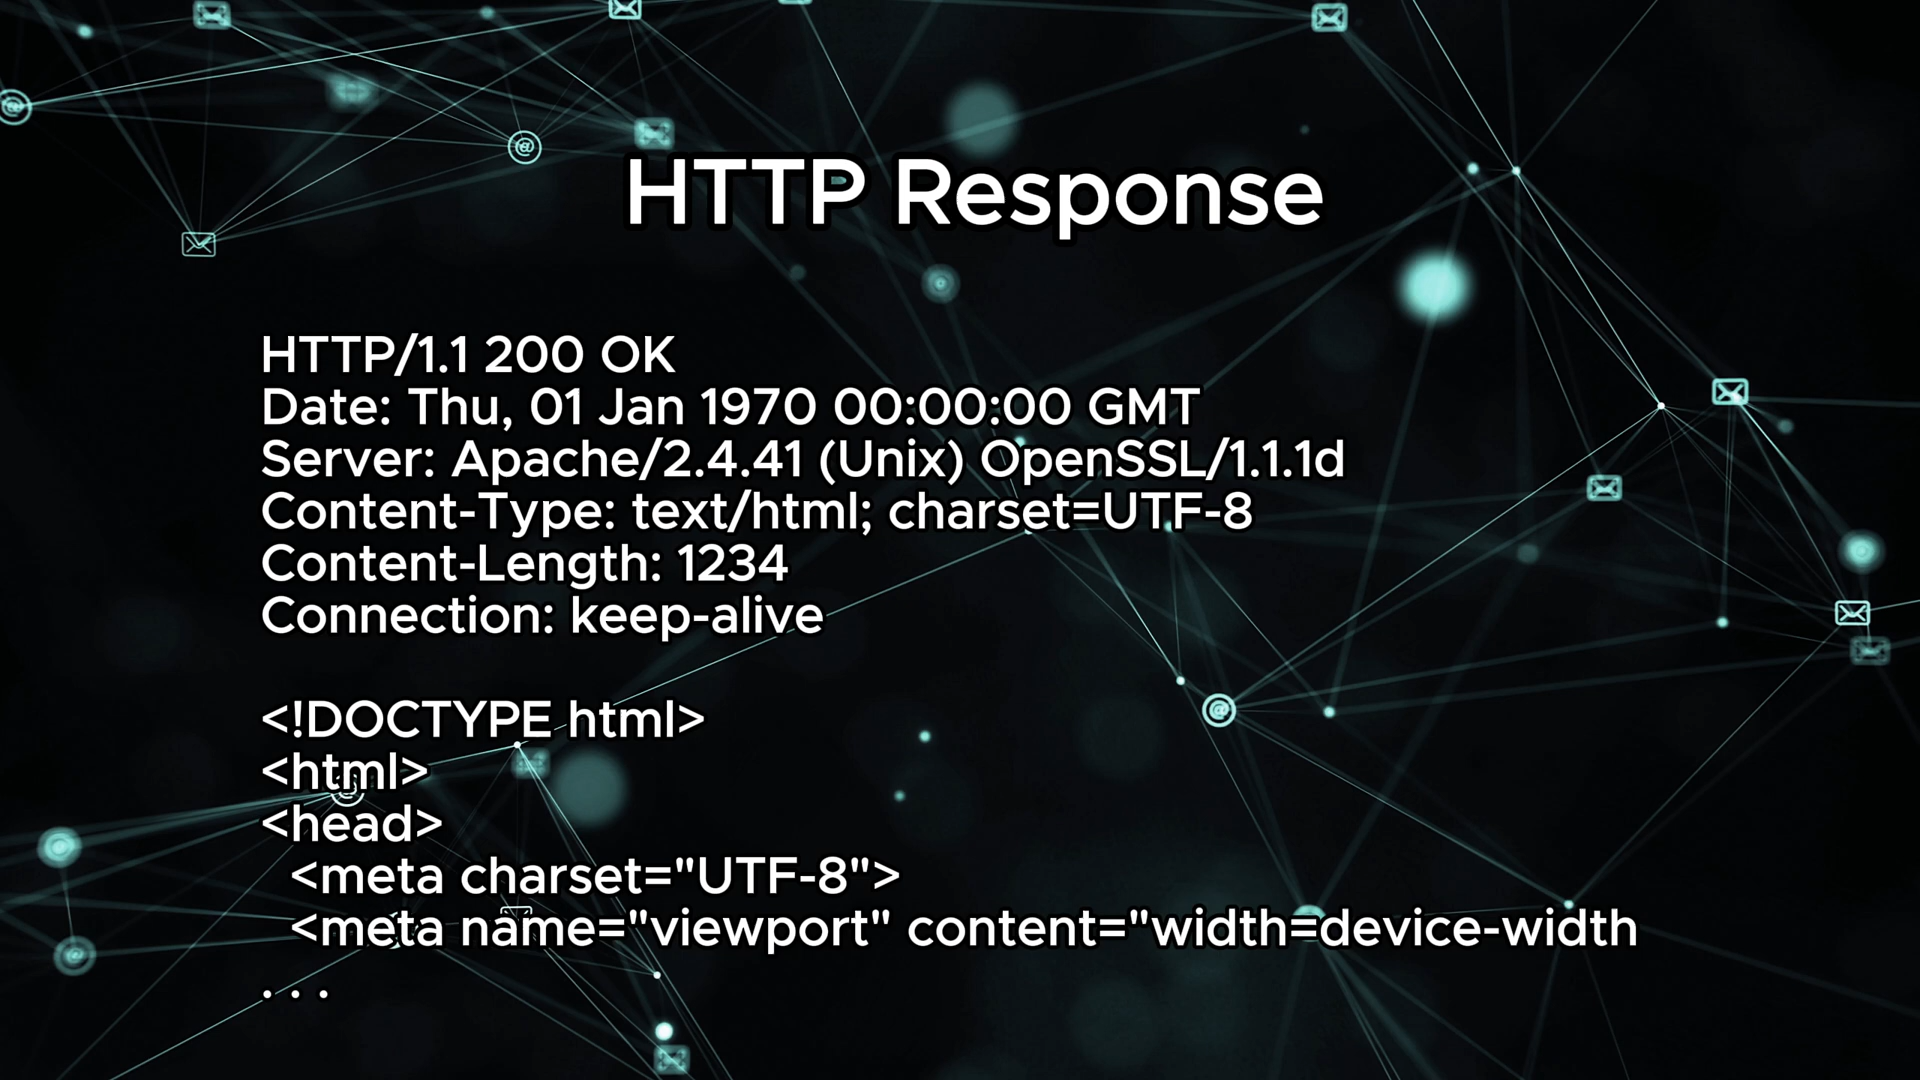 HTTP Response
HTTP/1.1 200 OK
Date: Thu, 01 Jan 1970 00:00:00 GMT
Server: Apache/2.4.41 (Unix) OpenSSL/1.1.1d
Content-Type: text/html; charset=UTF-8
Content-Length: 1234
Connection: keep-alive
<!DOCTYPE html>
<html>
<head>
<meta charset="UTF-8">
<meta name="viewport" content="width=device-width
. . .